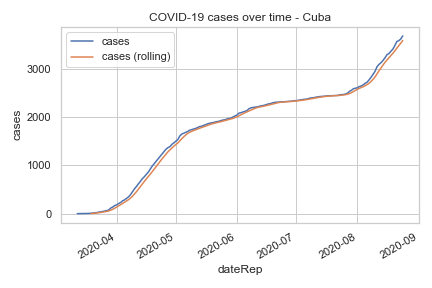 COVID-19 cases over time - Cuba
cases
cases (rolling)
cases
3000
2000
1000
0
2020-04
2020-05
2020-06
2020-07
2020-08
2020-09
dateRep